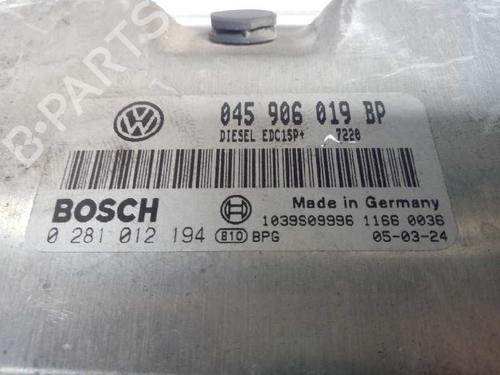 B-PARTS
045 906 019 BP
DIESEL EDC15P+ 7220
BOSCH
Made in Germany
1039S09996 1166 0036
0 281 012 194 810 BPG 05-03-24